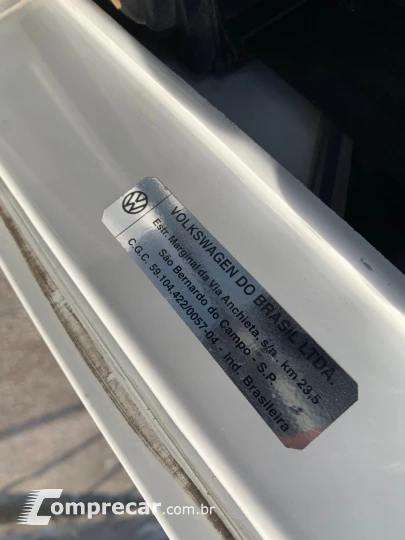 VOLKSWAGEN DO BRASIL LTDA.
Estr. Marginal da Via Anchieta, s/n. km 23,5
São Bernardo do Campo - S.P.
C.G.C. 59.104.422/0057-04 - Ind. Brasileira
Comprecar.com.br